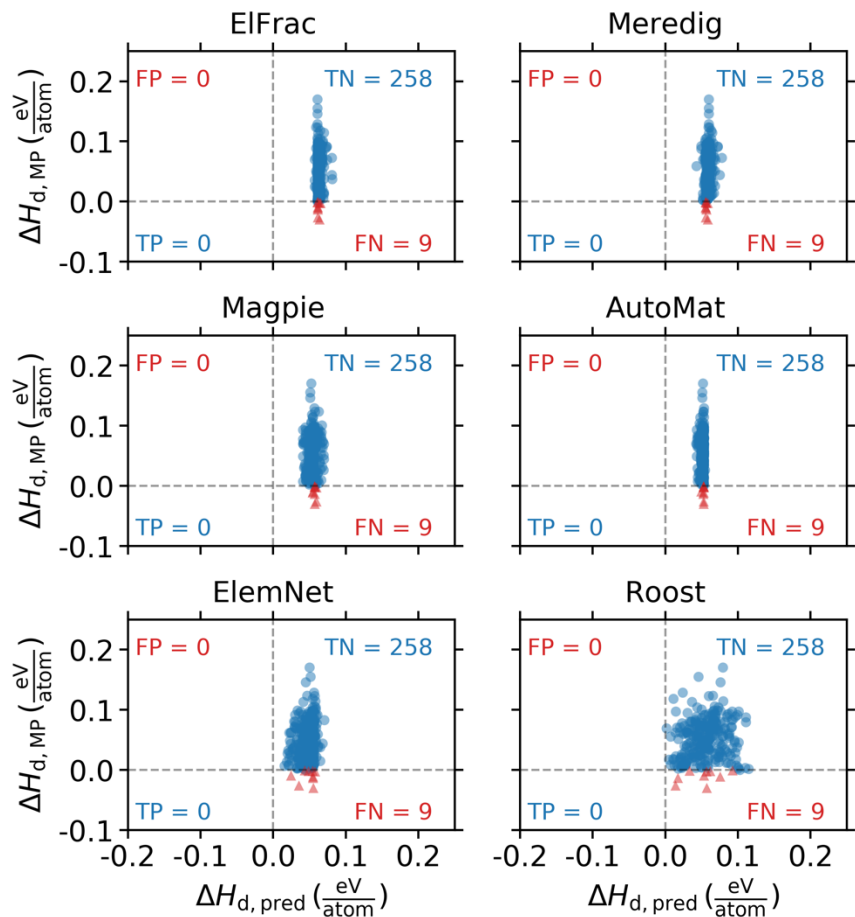 ElFrac
Meredig
0.2
0.1
0.0
-0.1
ΔH_d, MP (eV/atom)
FP = 0
TN = 258
TP = 0
FN = 9
FP = 0
TN = 258
TP = 0
FN = 9
Magpie
AutoMat
0.2
0.1
0.0
-0.1
ΔH_d, MP (eV/atom)
FP = 0
TN = 258
TP = 0
FN = 9
FP = 0
TN = 258
TP = 0
FN = 9
ElemNet
Roost
0.2
0.1
0.0
-0.1
ΔH_d, MP (eV/atom)
FP = 0
TN = 258
TP = 0
FN = 9
FP = 0
TN = 258
TP = 0
FN = 9
-0.2 -0.1 0.0 0.1 0.2
-0.2 -0.1 0.0 0.1 0.2
ΔH_d, pred (eV/atom)
ΔH_d, pred (eV/atom)